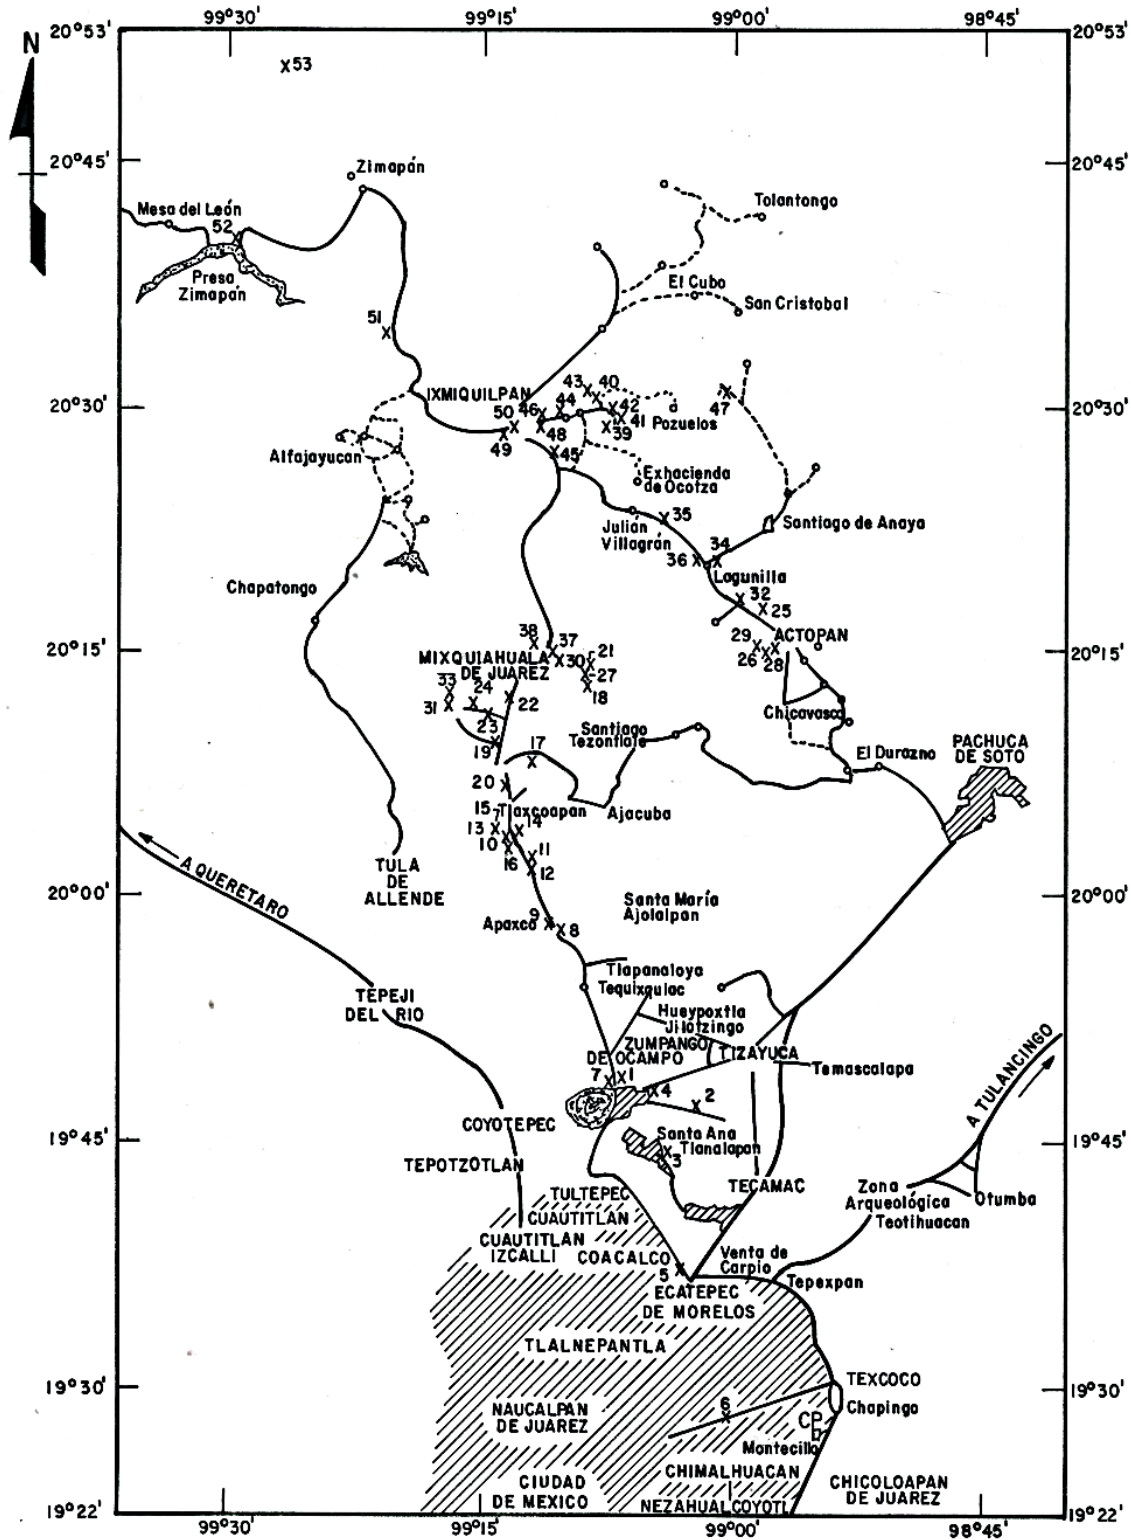 99°30' 99°15' 99°00' 98°45'
20°53' 20°53'
N
x53
20°45' 20°45'
Zimapán
Tolantongo
Mesa del León
52
Presa
Zimapán
El Cubo
San Cristobal
51
IXMIQUILPAN
43 40
20°30' 20°30'
50 46 44 42 47
41 Pozuelos
49 48 39
45
Alfajayucan
Exhacienda
de Ocotza
35
Julián
Villagrán
Santiago de Anaya
36 34
Lagunilla
Chapatongo
32
25
29 ACTOPAN
26 28
20°15' 20°15'
38 37
MIXQUIAHUALA
DE JUAREZ
30 21
27
18
33 24
31 22
23
19
Chicavasco
Santiago
Tezontlale
17
El Durazno
PACHUCA
DE SOTO
20
15 Tlaxcoapan
Ajacuba
7
13 14
10
16 11
12
TULA
DE
ALLENDE
A QUERETARO
20°00' 20°00'
Santa María
Ajolalpan
Apaxco 9
8
Tlapanaloya
Tequixquiac
TEPEJI
DEL RIO
Hueypoxtla
Jilotzingo
ZUMPANGO
DE OCAMPO
TIZAYUCA
Temascalapa
A TULANCINGO
7 1
4 2
COYOTEPEC
19°45' 19°45'
Santa Ana
Tlanalapan
3
TEPOTZOTLAN
TECAMAC
TULTEPEC
Zona
Arqueológica
Teotihuacan
Otumba
CUAUTITLAN
CUAUTITLAN
IZCALLI
COACALCO
Venta de
Carpio
5
Tepexpan
ECATEPEC
DE MORELOS
TLALNEPANTLA
19°30' 19°30'
TEXCOCO
NAUCALPAN
DE JUAREZ
6
Chapingo
CP
Montecillo
CHIMALHUACAN
CIUDAD
DE MEXICO
CHICOLOAPAN
DE JUAREZ
NEZAHUALCOYOTL
19°22' 19°22'
99°30' 99°15' 99°00' 98°45'